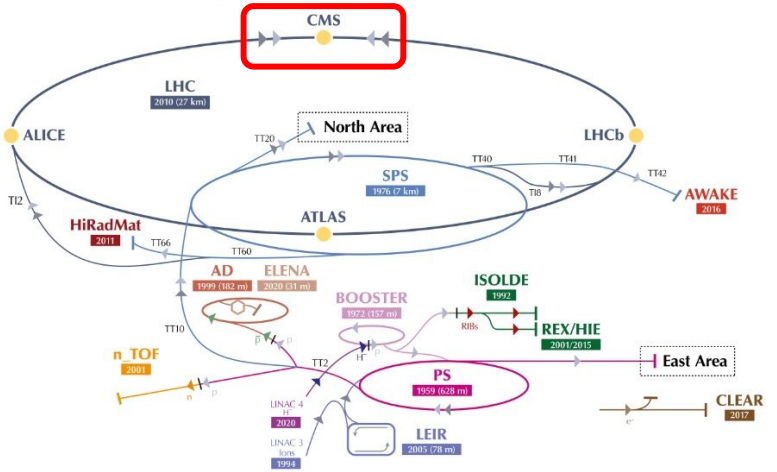 CMS
LHC
2010 (27 km)
ALICE
LHCb
TT20
North Area
TT40
TT41
TT42
TI8
SPS
1976 (7 km)
AWAKE
2016
TI2
HiRadMat
2011
TT66
TT60
ATLAS
AD
1999 (182 m)
ELENA
2020 (31 m)
TT10
ISOLDE
1992
BOOSTER
1972 (157 m)
RIBs
REX/HIE
2001/2015
p
p
H⁻
p
TT2
n_TOF
2001
n
p
East Area
PS
1959 (628 m)
LINAC 4
H⁻
2020
CLEAR
2017
e⁻
LINAC 3
Ions
1994
LEIR
2005 (78 m)